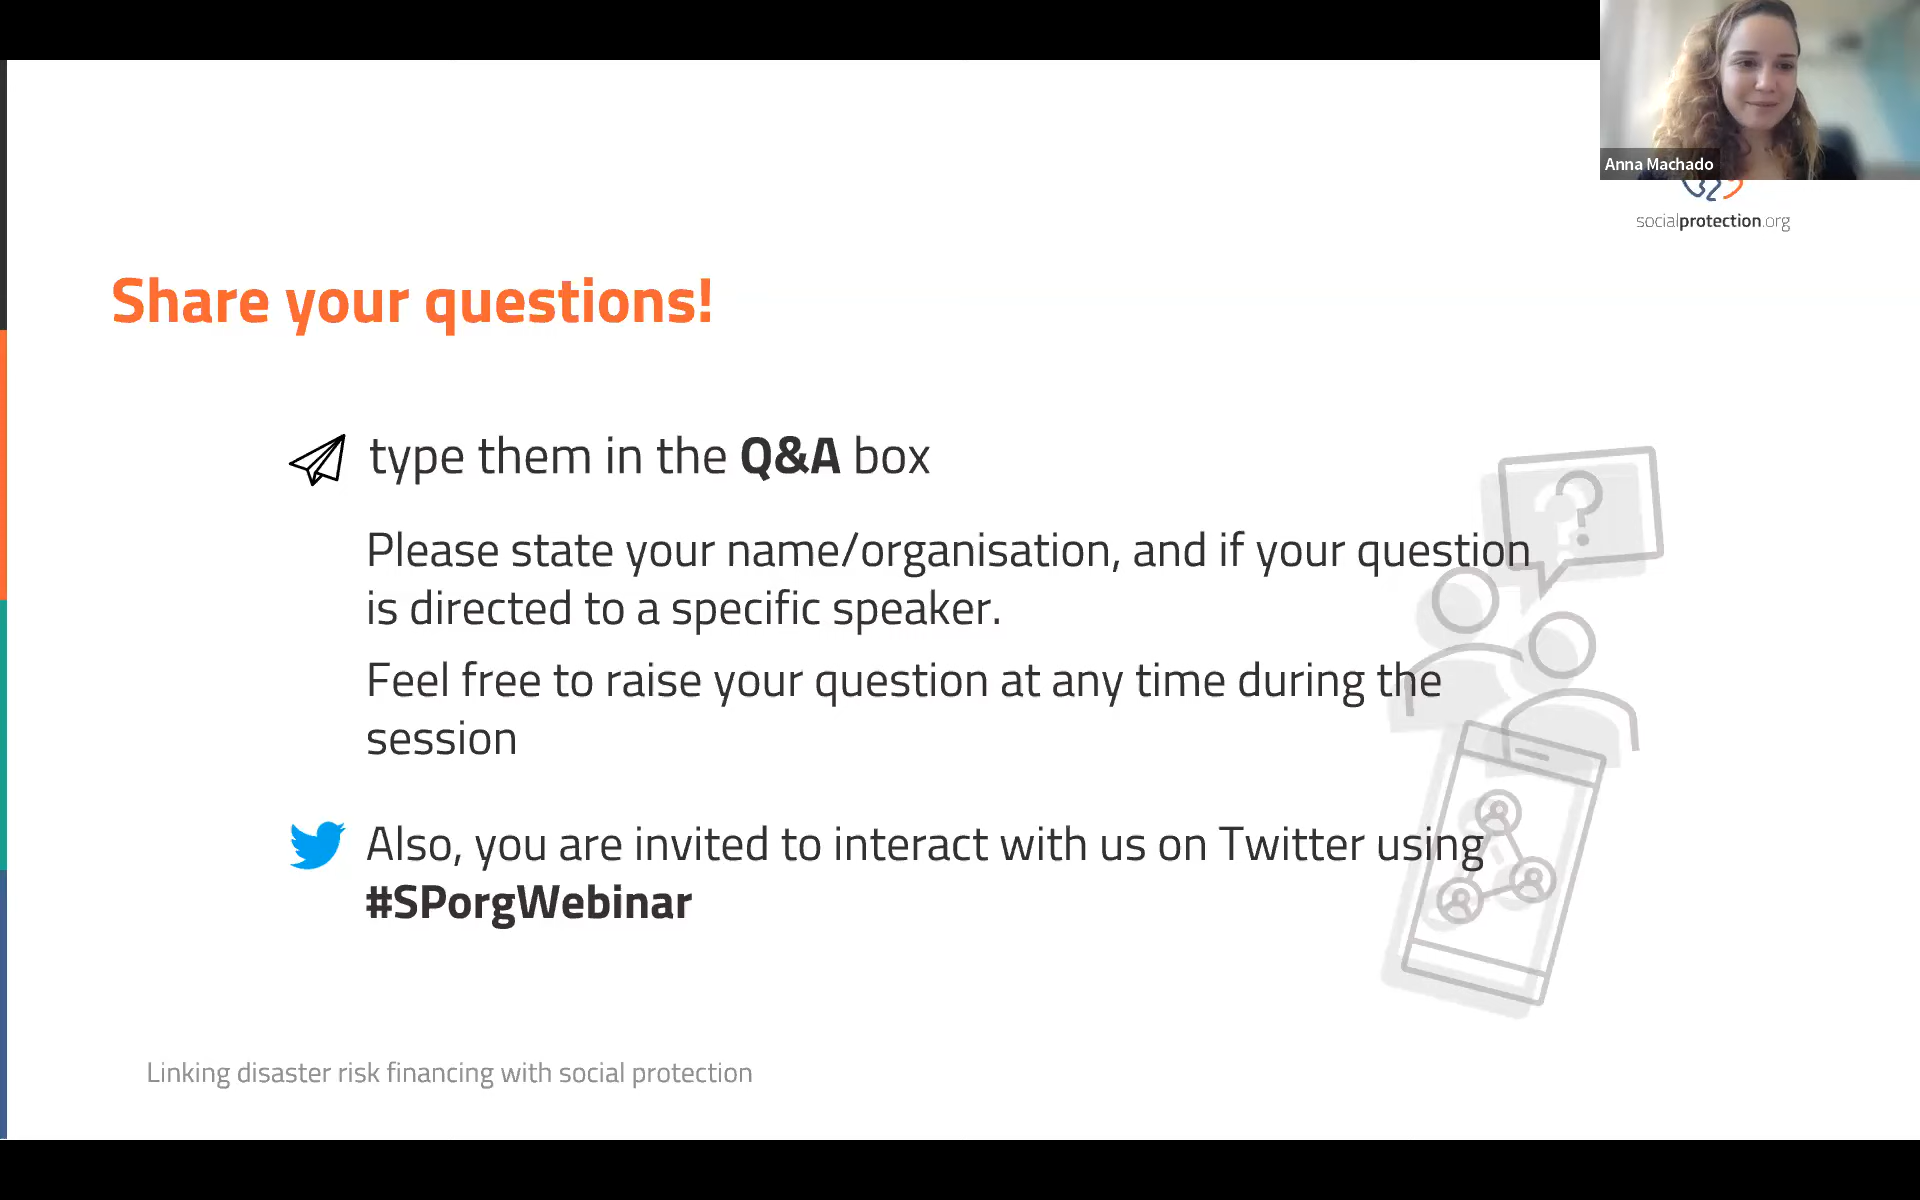 Anna Machado
socialprotection.org
Share your questions!
type them in the Q&A box
Please state your name/organisation, and if your question
is directed to a specific speaker.
Feel free to raise your question at any time during the
session
Also, you are invited to interact with us on Twitter using
#SPorgWebinar
Linking disaster risk financing with social protection